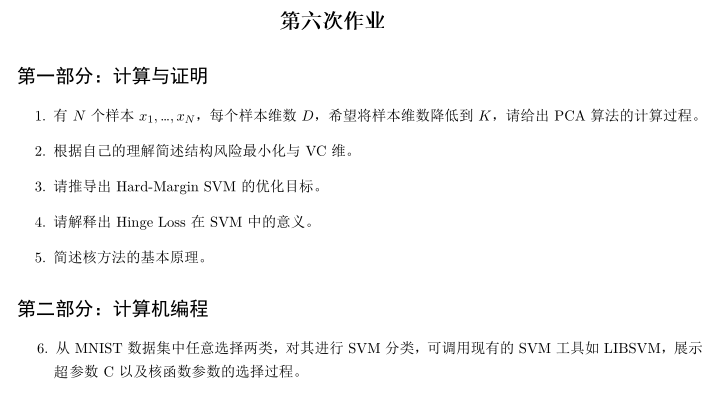 第六次作业
第一部分：计算与证明
1. 有 N 个样本 x₁, ..., x_N，每个样本维数 D，希望将样本维数降低到 K，请给出 PCA 算法的计算过程。
2. 根据自己的理解简述结构风险最小化与 VC 维。
3. 请推导出 Hard-Margin SVM 的优化目标。
4. 请解释出 Hinge Loss 在 SVM 中的意义。
5. 简述核方法的基本原理。
第二部分：计算机编程
6. 从 MNIST 数据集中任意选择两类，对其进行 SVM 分类，可调用现有的 SVM 工具如 LIBSVM，展示
超参数 C 以及核函数参数的选择过程。